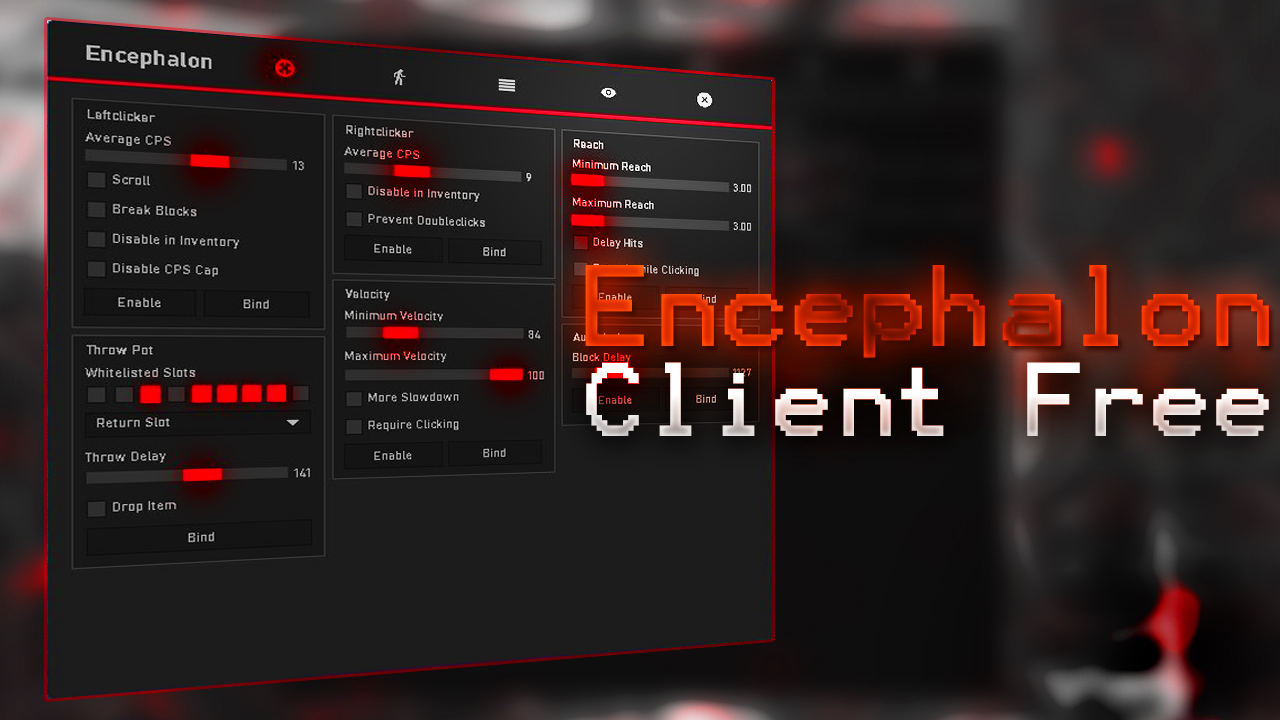 Encephalon
Leftclicker
Average CPS
13
Scroll
Break Blocks
Disable in Inventory
Disable CPS Cap
Enable
Bind
Throw Pot
Whitelisted Slots
Return Slot
Throw Delay
141
Drop Item
Bind
Rightclicker
Average CPS
9
Disable in Inventory
Prevent Doubleclicks
Enable
Bind
Velocity
Minimum Velocity
84
Maximum Velocity
100
More Slowdown
Require Clicking
Enable
Bind
Reach
Minimum Reach
3.00
Maximum Reach
3.00
Delay Hits
Clicking
Enable
Block Delay
1127
Enable
Bind
Encephalon
Client Free